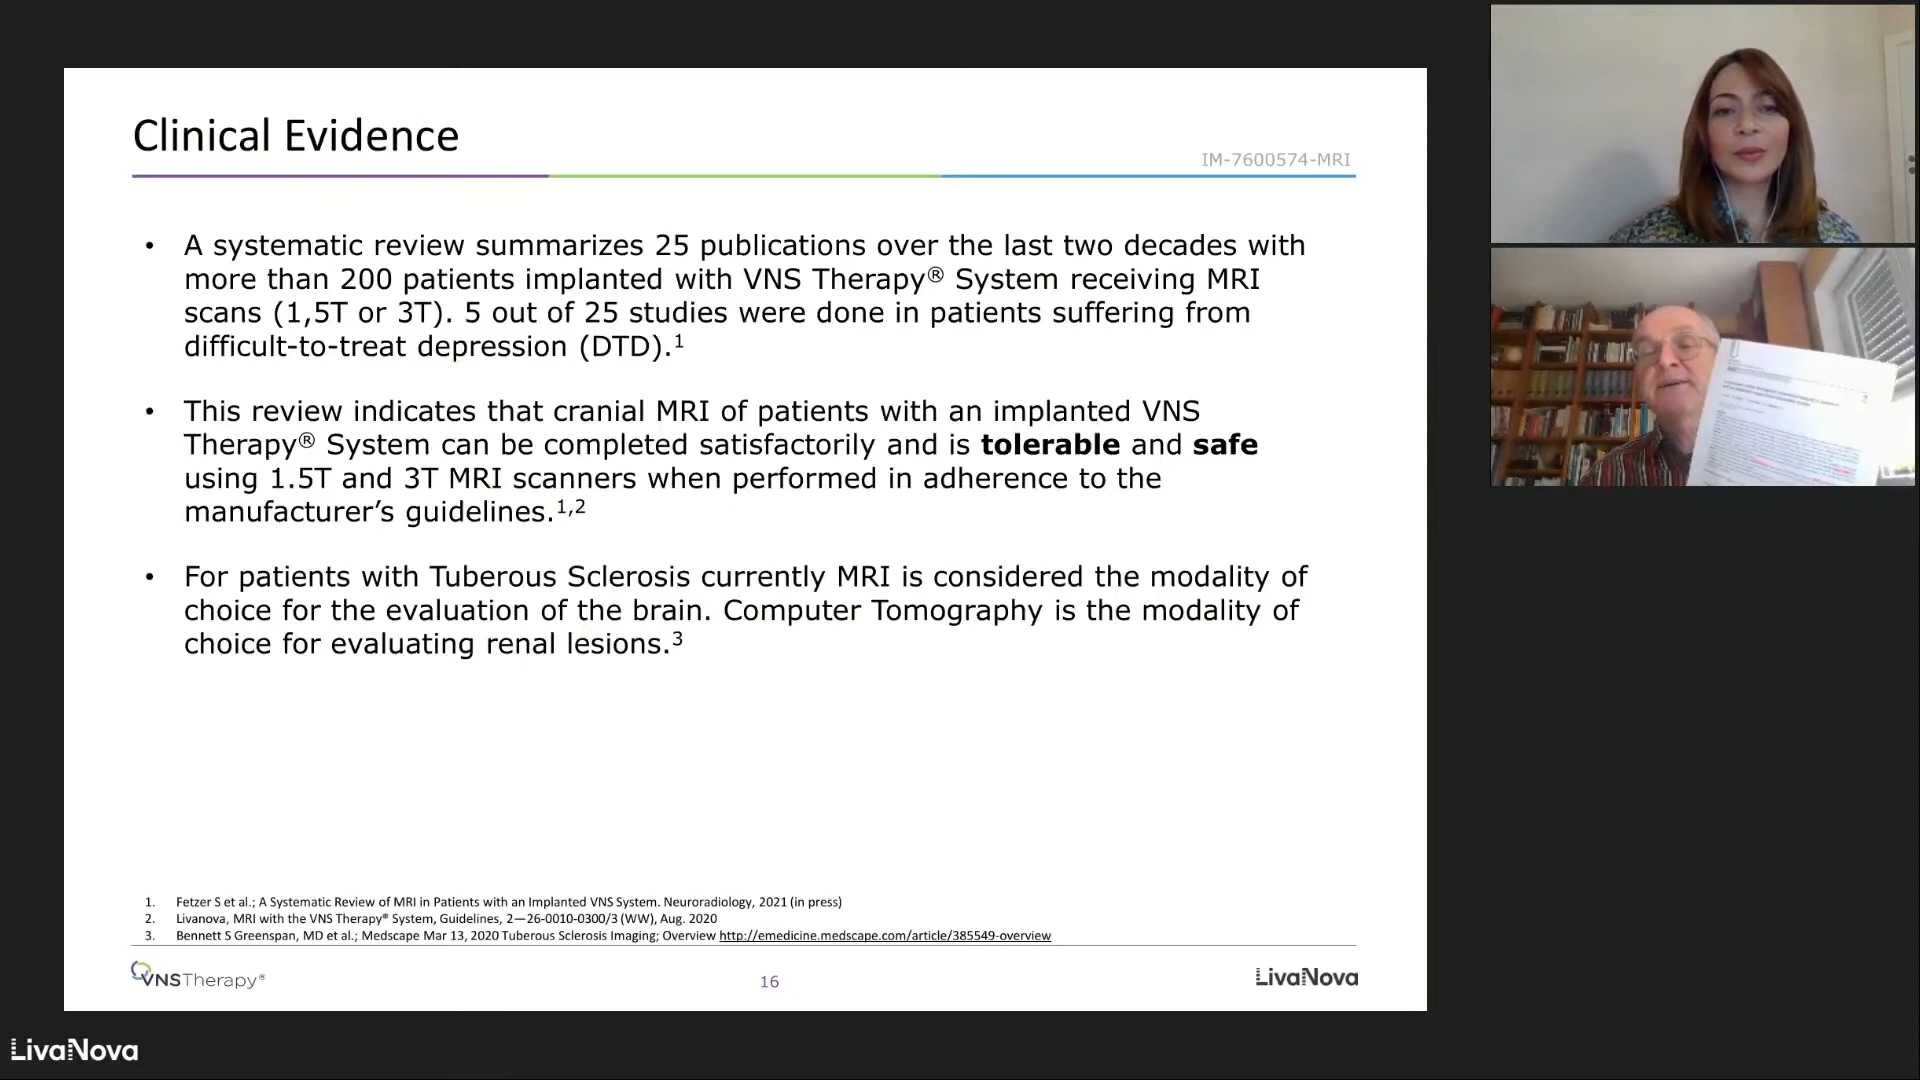 Clinical Evidence
IM-7600574-MRI
• A systematic review summarizes 25 publications over the last two decades with
more than 200 patients implanted with VNS Therapy® System receiving MRI
scans (1,5T or 3T). 5 out of 25 studies were done in patients suffering from
difficult-to-treat depression (DTD).1
• This review indicates that cranial MRI of patients with an implanted VNS
Therapy® System can be completed satisfactorily and is tolerable and safe
using 1.5T and 3T MRI scanners when performed in adherence to the
manufacturer’s guidelines.1,2
• For patients with Tuberous Sclerosis currently MRI is considered the modality of
choice for the evaluation of the brain. Computer Tomography is the modality of
choice for evaluating renal lesions.3
1. Fetzer S et al.; A Systematic Review of MRI in Patients with an Implanted VNS System. Neuroradiology, 2021 (in press)
2. Livanova, MRI with the VNS Therapy® System, Guidelines, 2—26-0010-0300/3 (WW), Aug. 2020
3. Bennett S Greenspan, MD et al.; Medscape Mar 13, 2020 Tuberous Sclerosis Imaging; Overview http://emedicine.medscape.com/article/385549-overview
VNSTherapy®
16
LivaNova
LivaNova